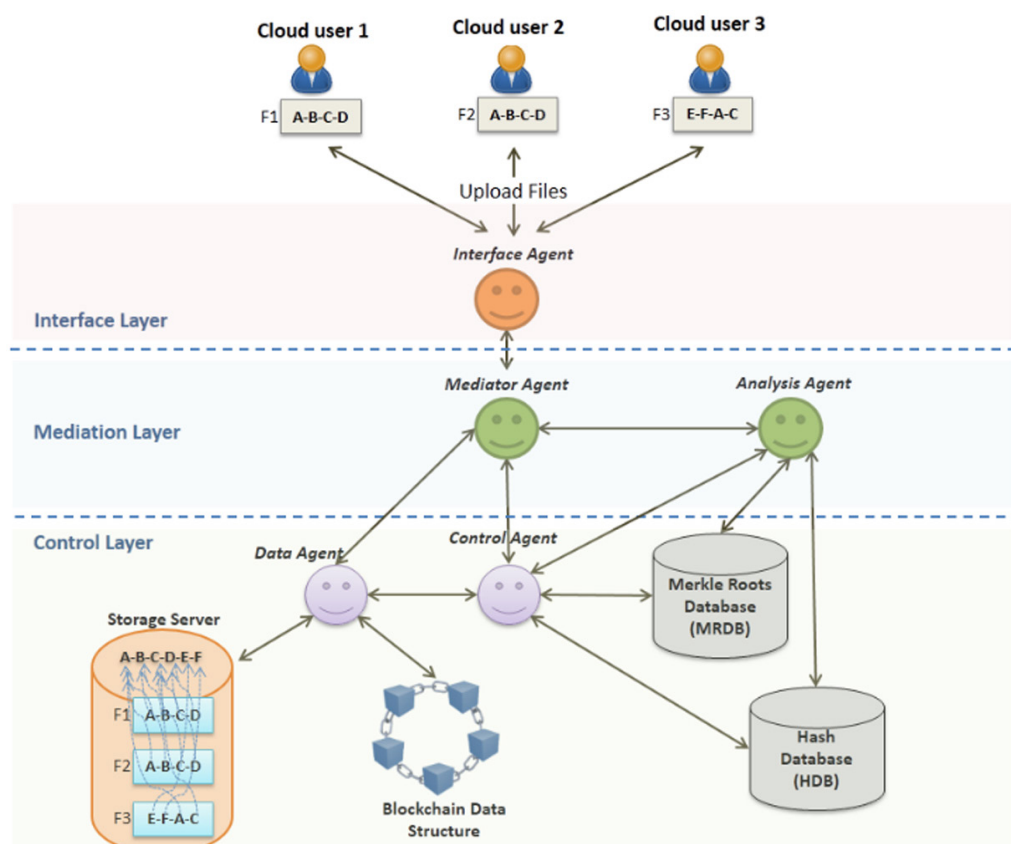 Cloud user 1
Cloud user 2
Cloud user 3
F1 A-B-C-D
F2 A-B-C-D
F3 E-F-A-C
Upload Files
Interface Agent
Interface Layer
Mediator Agent
Analysis Agent
Mediation Layer
Control Layer
Data Agent
Control Agent
Merkle Roots
Database
(MRDB)
Storage Server
A-B-C-D-E-F
F1 A-B-C-D
F2 A-B-C-D
F3 E-F-A-C
Blockchain Data
Structure
Hash
Database
(HDB)